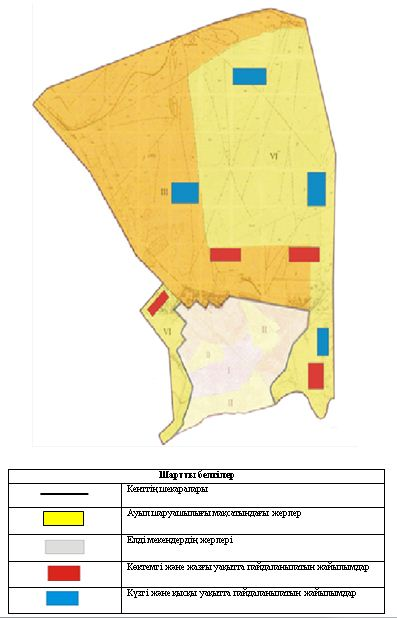 VI
III
VI
II
II
I
II
Шартты белгілер
Кенттің шекаралары
Ауыл шаруашылығы мақсатындағы жерлер
Елді мекендердің жерлері
Көктемгі және жазғы уақытта пайдаланылатын жайылымдар
Күзгі және қысқы уақытта пайдаланылатын жайылымдар